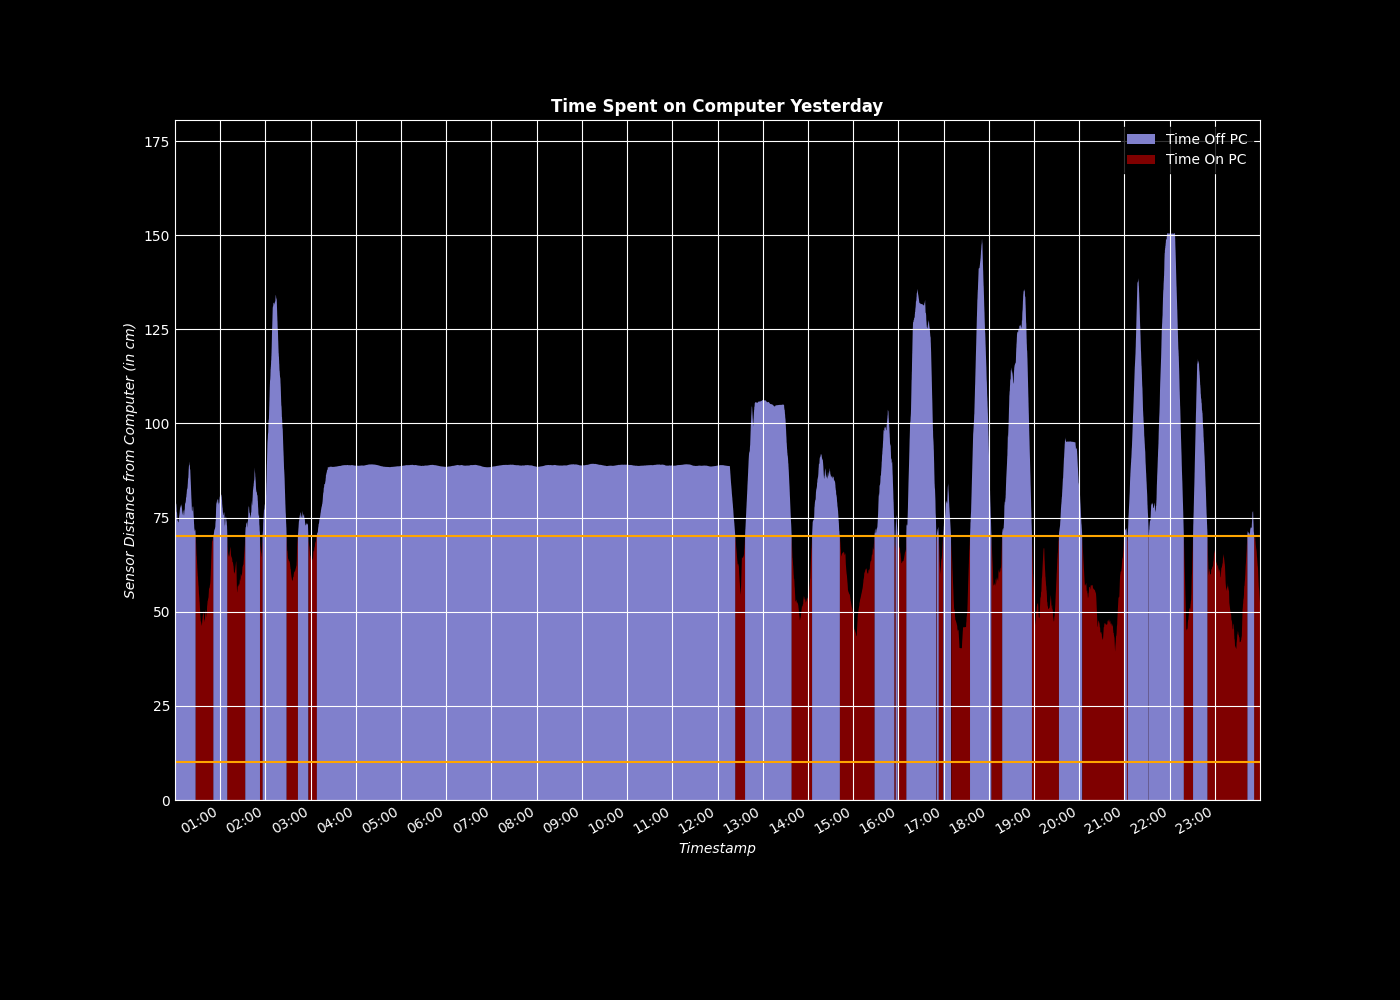 Time Spent on Computer Yesterday
Time Off PC
Time On PC
175
150
125
100
75
50
25
0
Sensor Distance from Computer (in cm)
01:00 02:00 03:00 04:00 05:00 06:00 07:00 08:00 09:00 10:00 11:00 12:00 13:00 14:00 15:00 16:00 17:00 18:00 19:00 20:00 21:00 22:00 23:00
Timestamp